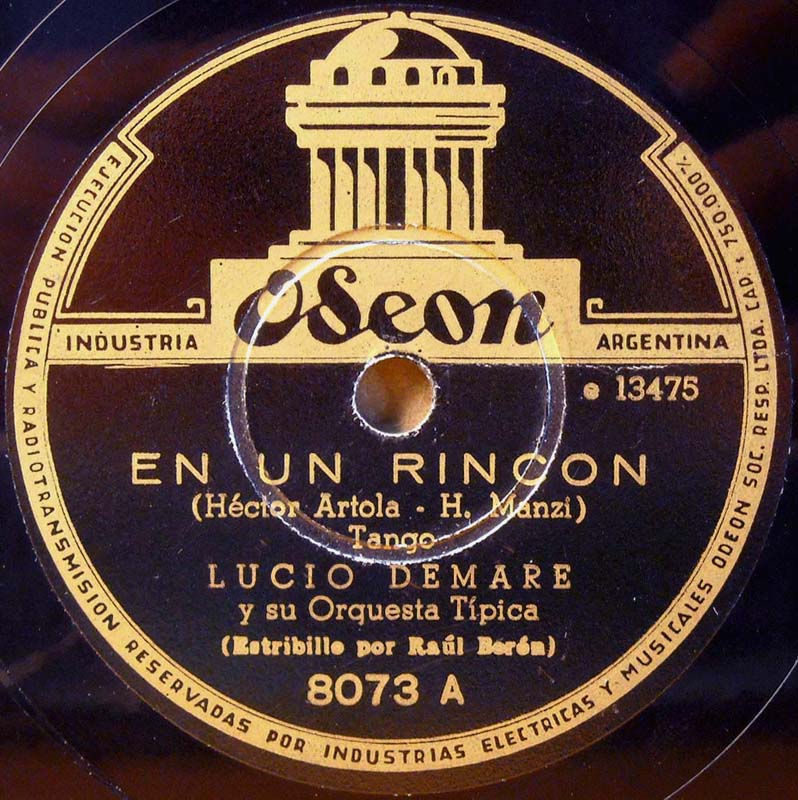 Odeon
INDUSTRIA ARGENTINA
e 13475
EN UN RINCON
(Héctor Artola - H. Manzi)
Tango
LUCIO DEMARE
y su Orquesta Típica
(Estribillo por Raúl Berón)
8073 A
EJECUCION PUBLICA Y RADIOTRANSMISION RESERVADAS POR INDUSTRIAS ELECTRICAS Y MUSICALES ODEON SOC. RESP. LTDA. CAP. $ 750.000 %